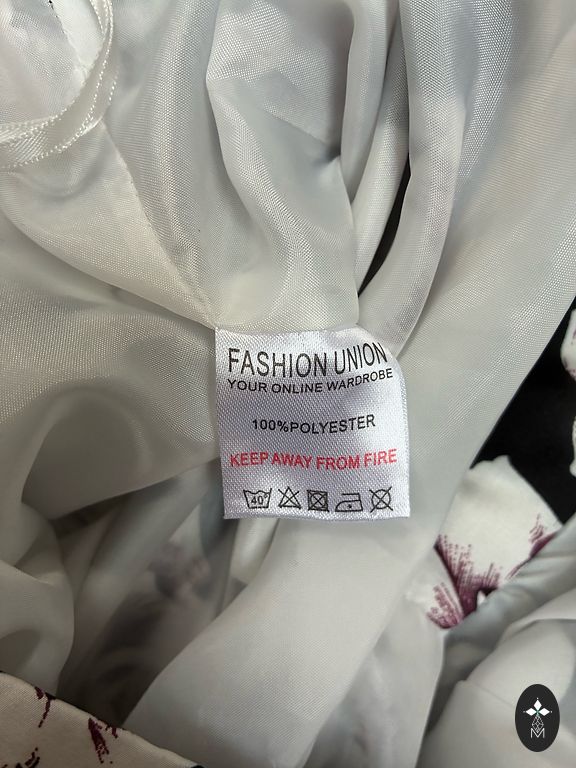 FASHION UNION
YOUR ONLINE WARDROBE
100%POLYESTER
KEEP AWAY FROM FIRE
40°
M